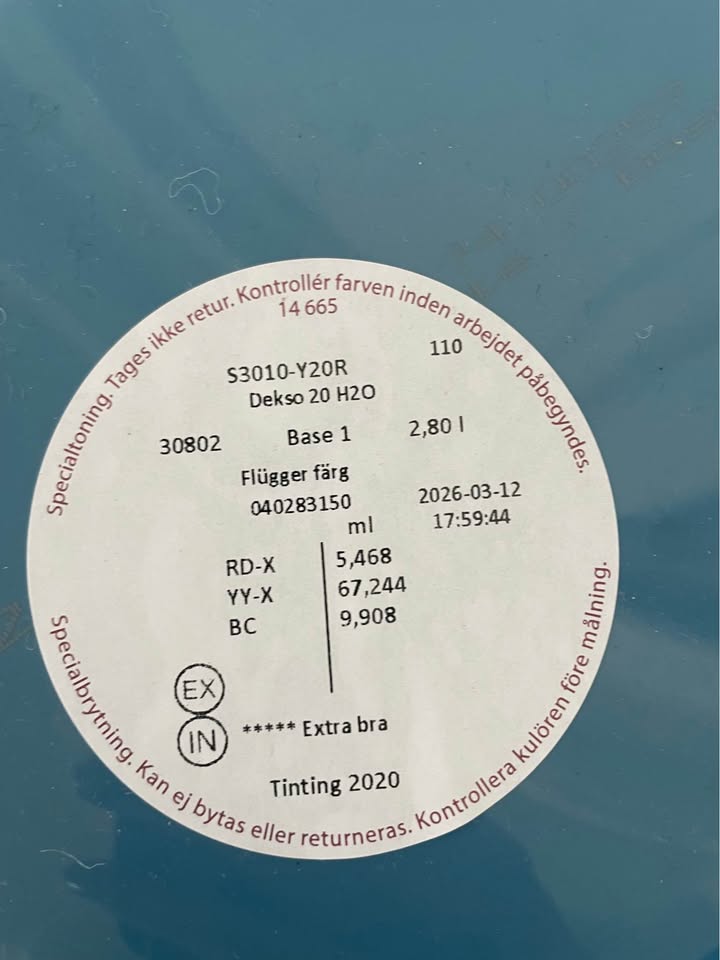 Specialtoning. Tages ikke retur. Kontrollér farven inden arbejdet påbegyndes.
14 665
110
S3010-Y20R
Dekso 20 H2O
30802 Base 1 2,80 l
Flügger färg
040283150 2026-03-12
ml 17:59:44
RD-X 5,468
YY-X 67,244
BC 9,908
EX
IN ***** Extra bra
Tinting 2020
Specialbrytning. Kan ej bytas eller returneras. Kontrollera kulören före målning.